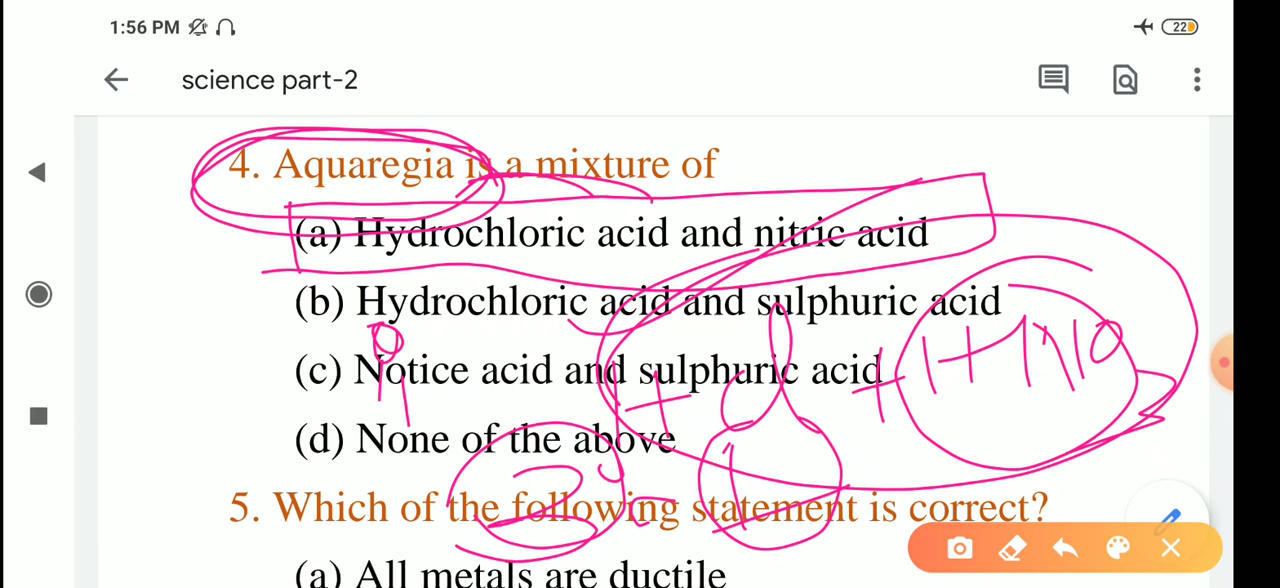 1:56 PM 22
science part-2
4. Aquaregia is a mixture of
(a) Hydrochloric acid and nitric acid
(b) Hydrochloric acid and sulphuric acid
(c) Notice acid and sulphuric acid
(d) None of the above
5. Which of the following statement is correct?
(a) All metals are ductile